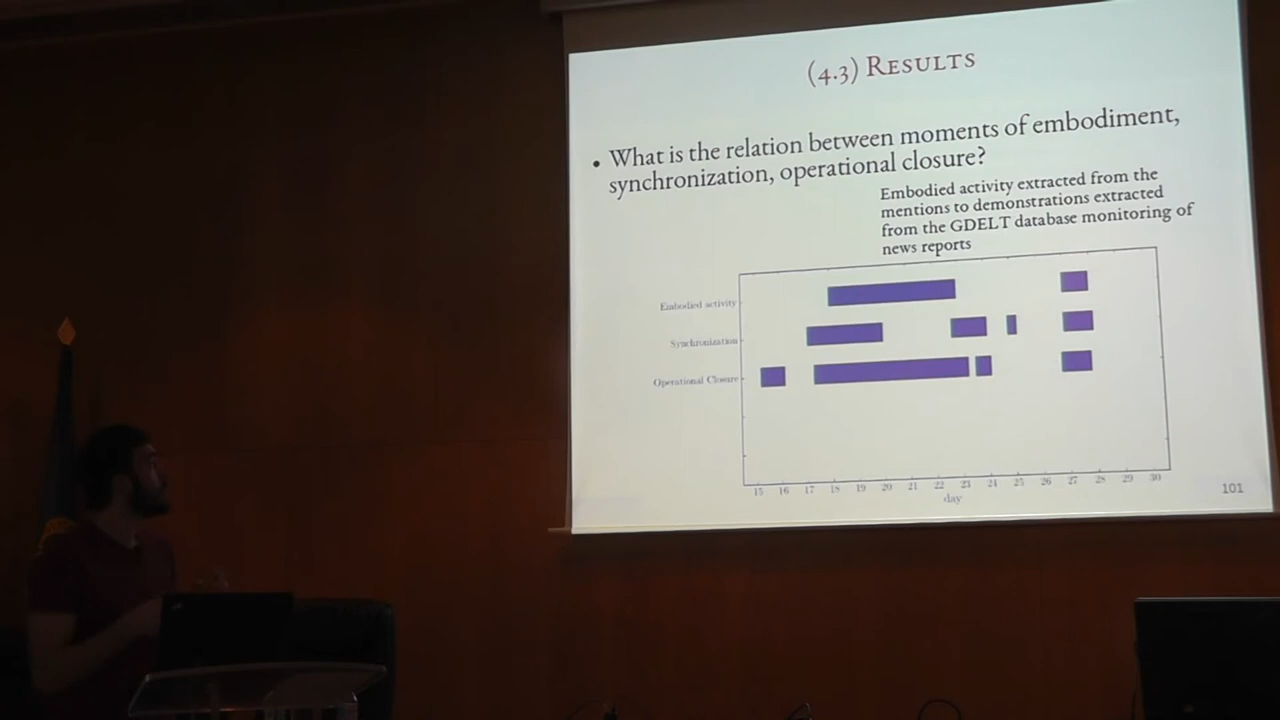 (4.3) RESULTS
• What is the relation between moments of embodiment,
synchronization, operational closure?
Embodied activity extracted from the
mentions to demonstrations extracted
from the GDELT database monitoring of
news reports
Embodied activity
Synchronization
Operational Closure
15 16 17 18 19 20 21 22 23 24 25 26 27 28 29 30
day
101